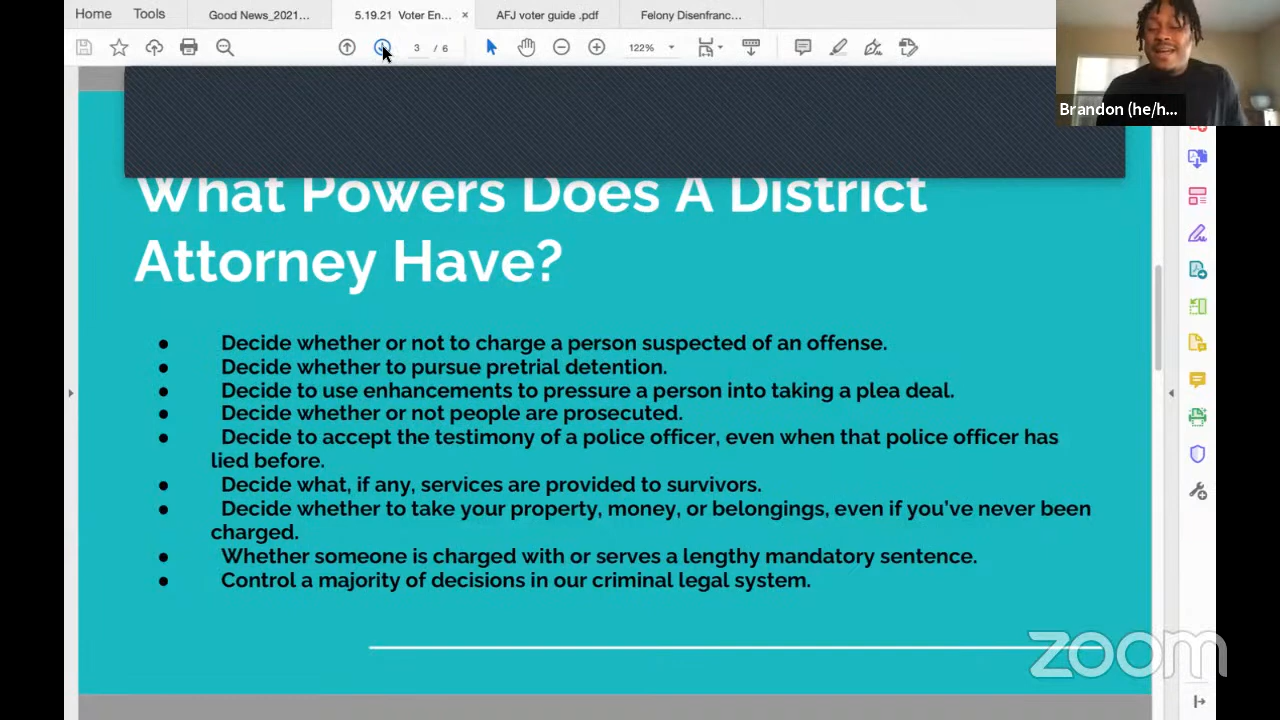 Home Tools Good News_2021... 5.19.21 Voter En... × AFJ voter guide .pdf Felony Disenfranc...
3 / 6 122%
Brandon (he/h...
What Powers Does A District
Attorney Have?
● Decide whether or not to charge a person suspected of an offense.
● Decide whether to pursue pretrial detention.
● Decide to use enhancements to pressure a person into taking a plea deal.
● Decide whether or not people are prosecuted.
● Decide to accept the testimony of a police officer, even when that police officer has
lied before.
● Decide what, if any, services are provided to survivors.
● Decide whether to take your property, money, or belongings, even if you've never been
charged.
● Whether someone is charged with or serves a lengthy mandatory sentence.
● Control a majority of decisions in our criminal legal system.
zoom